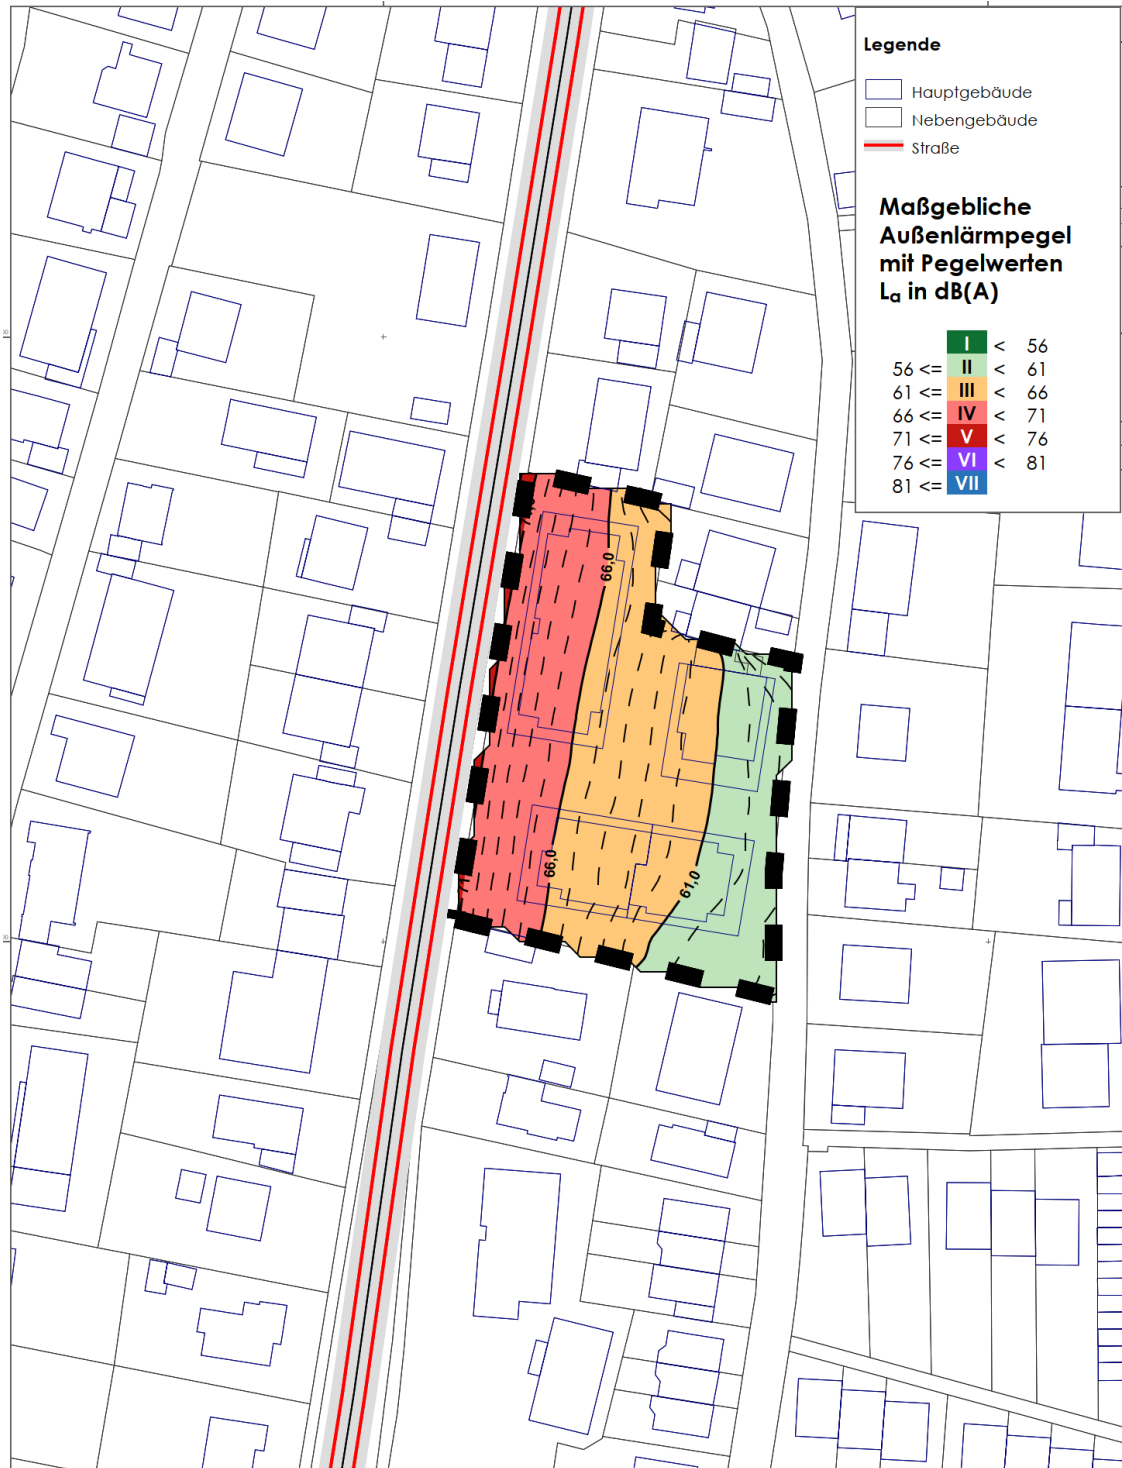 Legende
Hauptgebäude
Nebengebäude
Straße
Maßgebliche
Außenlärmpegel
mit Pegelwerten
La in dB(A)
I < 56
56 <= II < 61
61 <= III < 66
66 <= IV < 71
71 <= V < 76
76 <= VI < 81
81 <= VII
66,0
66,0
61,0